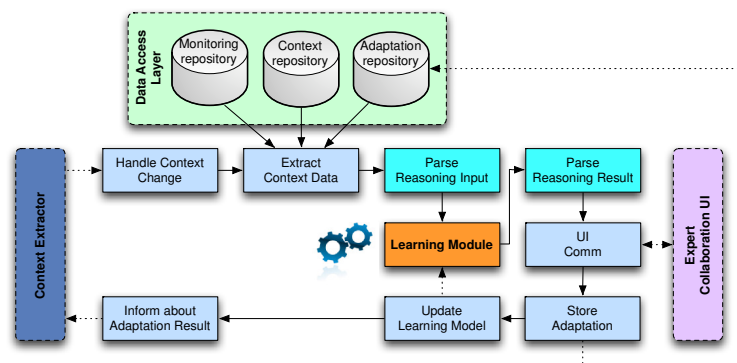 Data Access
Layer
Monitoring
repository
Context
repository
Adaptation
repository
Context Extractor
Handle Context
Change
Extract
Context Data
Parse
Reasoning Input
Parse
Reasoning Result
Learning Module
UI
Comm
Expert
Collaboration UI
Inform about
Adaptation Result
Update
Learning Model
Store
Adaptation